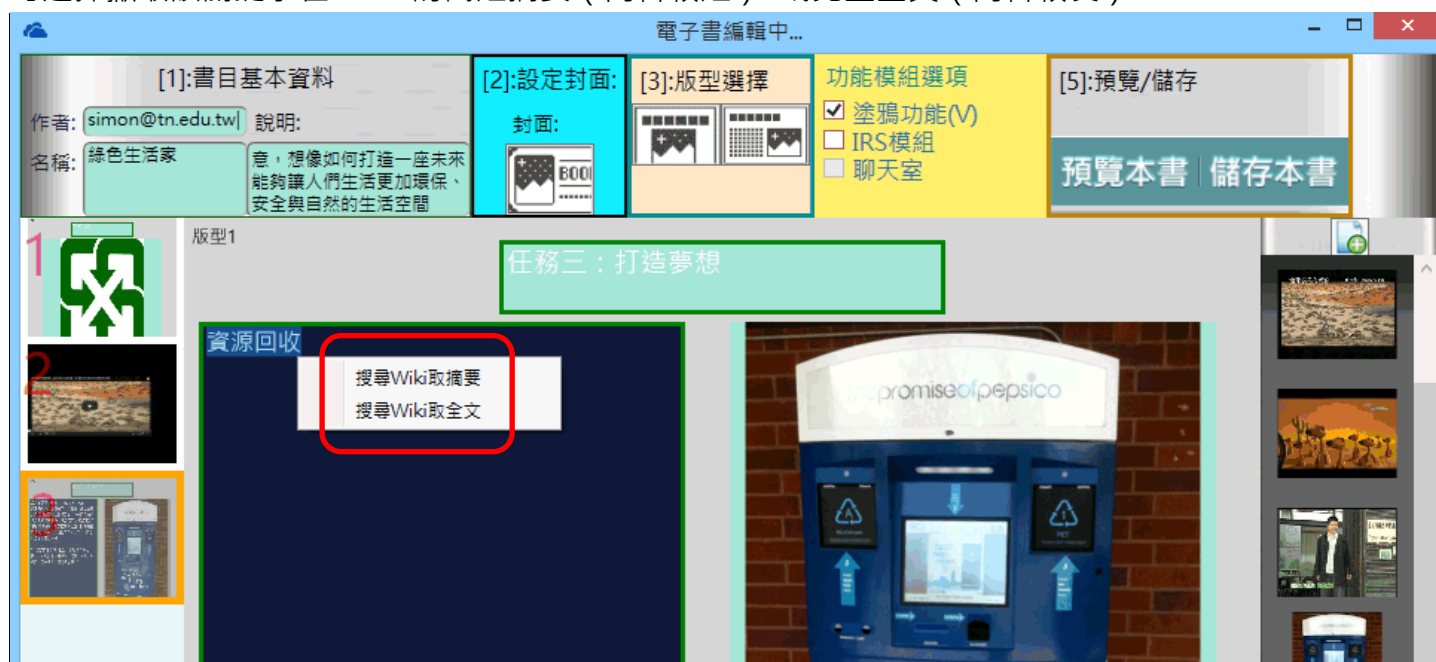 電子書編輯中...
[1]:書目基本資料
作者: simon@tn.edu.tw 說明:
名稱: 綠色生活家
意，想像如何打造一座未來
能夠讓人們生活更加環保、
安全與自然的生活空間
[2]:設定封面:
封面:
BOO
[3]:版型選擇
功能模組選項
塗鴉功能(V)
IRS模組
聊天室
[5]:預覽/儲存
預覽本書 儲存本書
1
2
3
版型1
任務三：打造夢想
資源回收
搜尋Wiki取摘要
搜尋Wiki取全文
promiseofpepsico